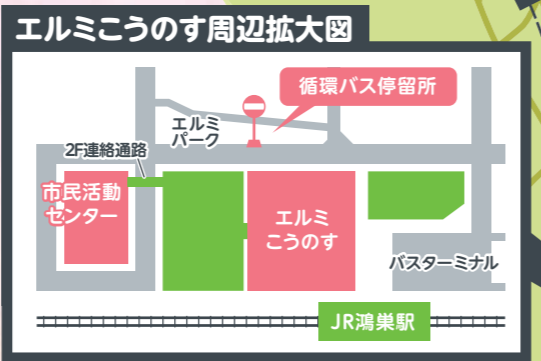 エルミこうのす周辺拡大図
循環バス停留所
エルミ
パーク
2F連絡通路
市民活動
センター
エルミ
こうのす
バスターミナル
JR鴻巣駅